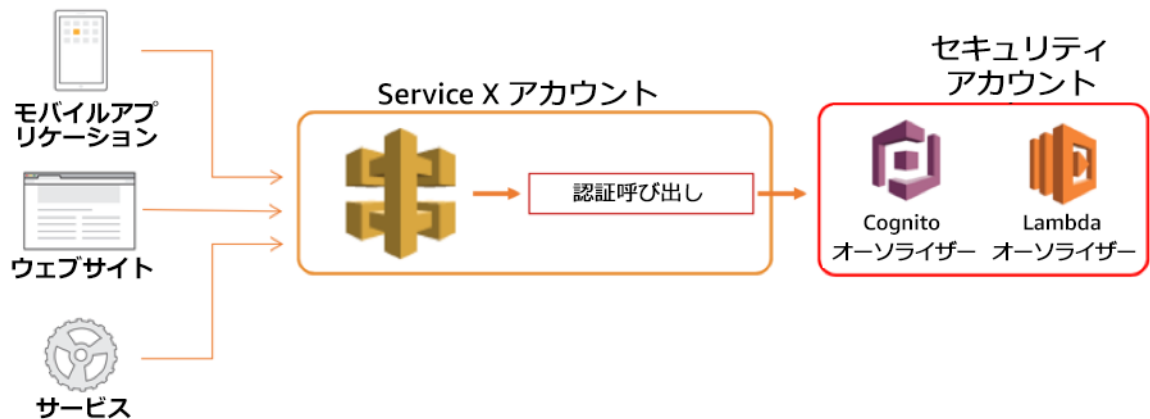 モバイルアプ
リケーション
ウェブサイト
サービス
Service X アカウント
認証呼び出し
セキュリティ
アカウント
Cognito
オーソライザー
Lambda
オーソライザー